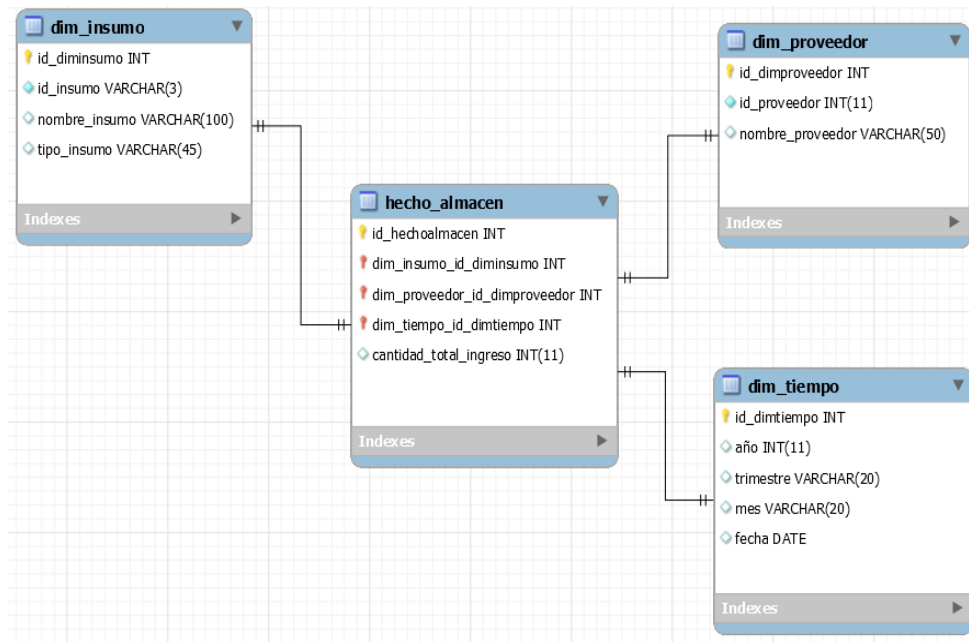 dim_insumo
id_diminsumo INT
id_insumo VARCHAR(3)
nombre_insumo VARCHAR(100)
tipo_insumo VARCHAR(45)
Indexes
dim_proveedor
id_dimproveedor INT
id_proveedor INT(11)
nombre_proveedor VARCHAR(50)
Indexes
hecho_almacen
id_hechoalmacen INT
dim_insumo_id_diminsumo INT
dim_proveedor_id_dimproveedor INT
dim_tiempo_id_dimtiempo INT
cantidad_total_ingreso INT(11)
Indexes
dim_tiempo
id_dimtiempo INT
año INT(11)
trimestre VARCHAR(20)
mes VARCHAR(20)
fecha DATE
Indexes